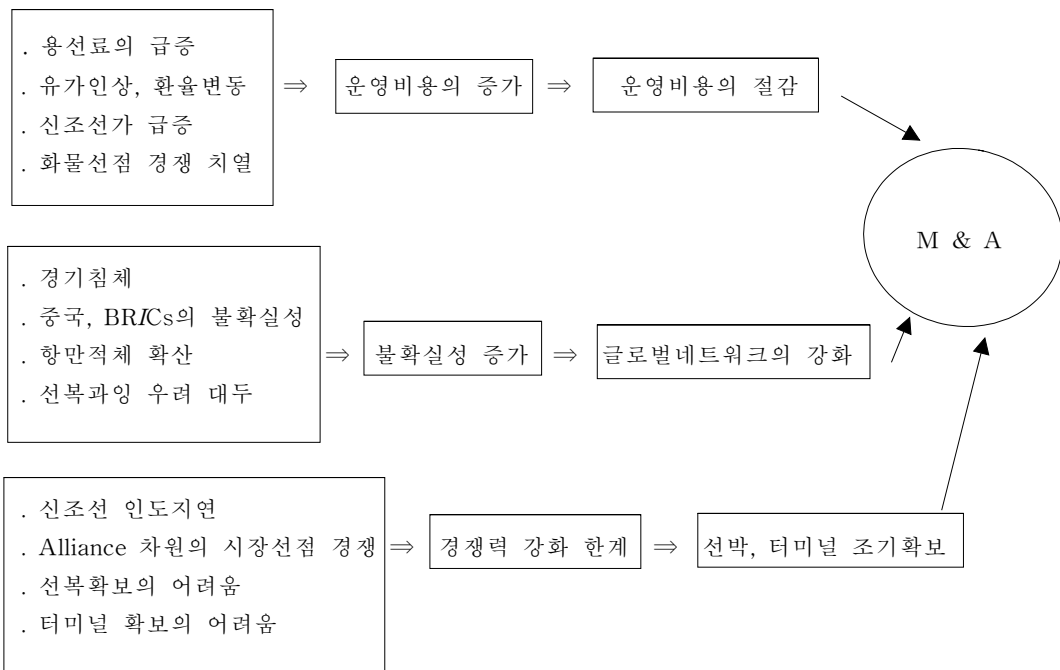 . 용선료의 급증
. 유가인상, 환율변동
. 신조선가 급증
. 화물선점 경쟁 치열
⇒
운영비용의 증가
⇒
운영비용의 절감
M & A
. 경기침체
. 중국, BRICs의 불확실성
. 항만적체 확산
. 선복과잉 우려 대두
⇒
불확실성 증가
⇒
글로벌네트워크의 강화
. 신조선 인도지연
. Alliance 차원의 시장선점 경쟁
. 선복확보의 어려움
. 터미널 확보의 어려움
⇒
경쟁력 강화 한계
⇒
선박, 터미널 조기확보